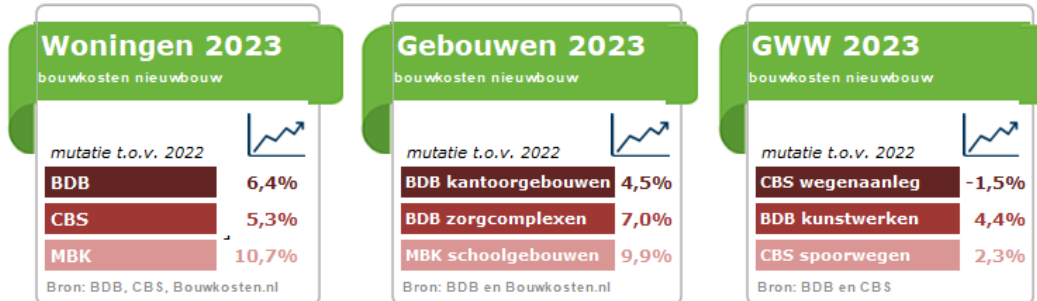 Woningen 2023
bouwkosten nieuwbouw
mutatie t.o.v. 2022
BDB 6,4%
CBS 5,3%
MBK 10,7%
Bron: BDB, CBS, Bouwkosten.nl
Gebouwen 2023
bouwkosten nieuwbouw
mutatie t.o.v. 2022
BDB kantoorgebouwen 4,5%
BDB zorgcomplexen 7,0%
MBK schoolgebouwen 9,9%
Bron: BDB en Bouwkosten.nl
GWW 2023
bouwkosten nieuwbouw
mutatie t.o.v. 2022
CBS wegenaanleg -1,5%
BDB kunstwerken 4,4%
CBS spoorwegen 2,3%
Bron: BDB en CBS